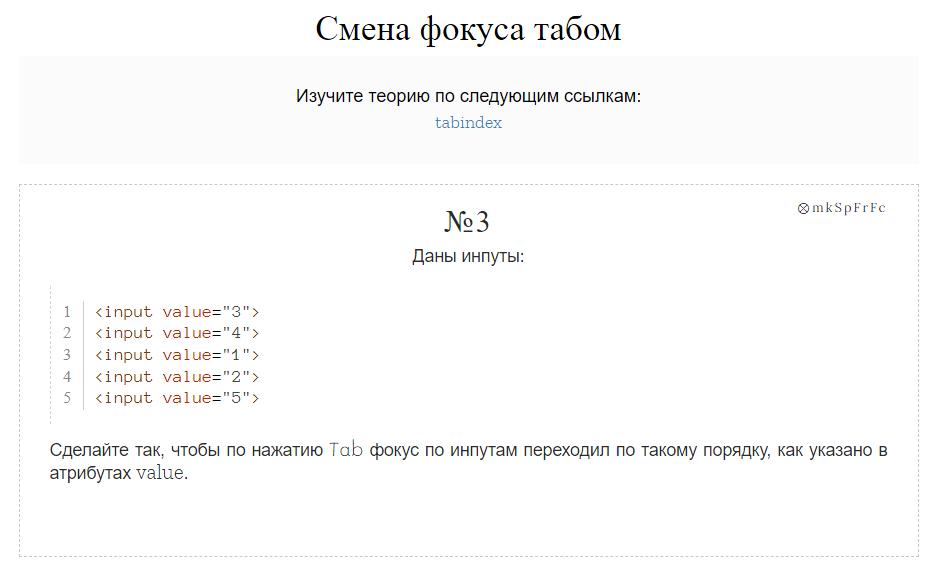 Смена фокуса табом
Изучите теорию по следующим ссылкам:
tabindex
⊗mkSpFrFc
№3
Даны инпуты:
1 <input value="3">
2 <input value="4">
3 <input value="1">
4 <input value="2">
5 <input value="5">
Сделайте так, чтобы по нажатию Tab фокус по инпутам переходил по такому порядку, как указано в
атрибутах value.